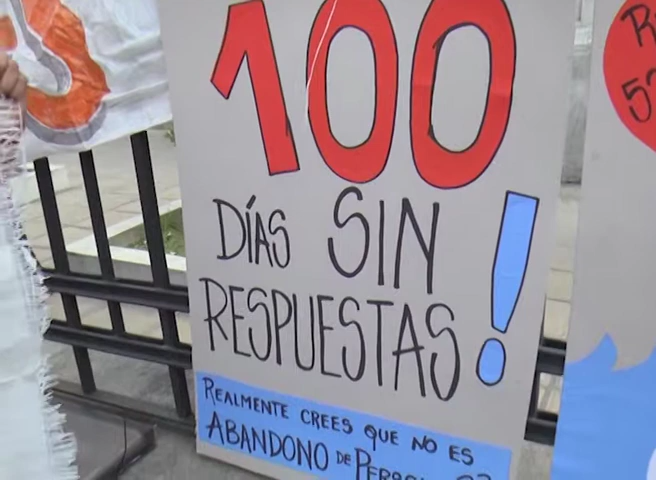 100
DÍAS SIN
RESPUESTAS!
REALMENTE CREES QUE NO ES
ABANDONO DE